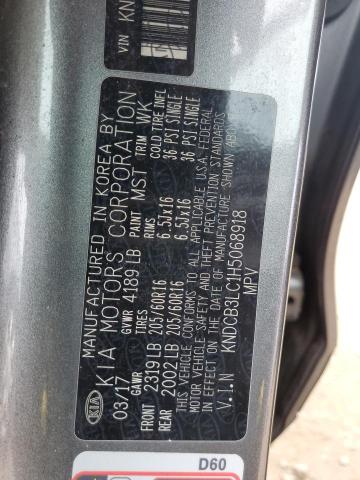 VIN KN
MANUFACTURED IN KOREA BY
KIA KIA MOTORS CORPORATION
03/17 GVWR 4189 LB PAINT MST TRIM WK
GAWR RIMS COLD TIRE INFL
FRONT 2319 LB 205/60R16 6.5Jx16 36 PSI SINGLE
REAR 2002 LB 205/60R16 6.5Jx16 36 PSI SINGLE
THIS VEHICLE CONFORMS TO ALL APPLICABLE U.S.A. FEDERAL
MOTOR VEHICLE SAFETY AND THEFT PREVENTION STANDARDS
IN EFFECT ON THE DATE OF MANUFACTURE SHOWN ABOVE
V.I.N KNDCB3LC1H5068918
MPV
D60